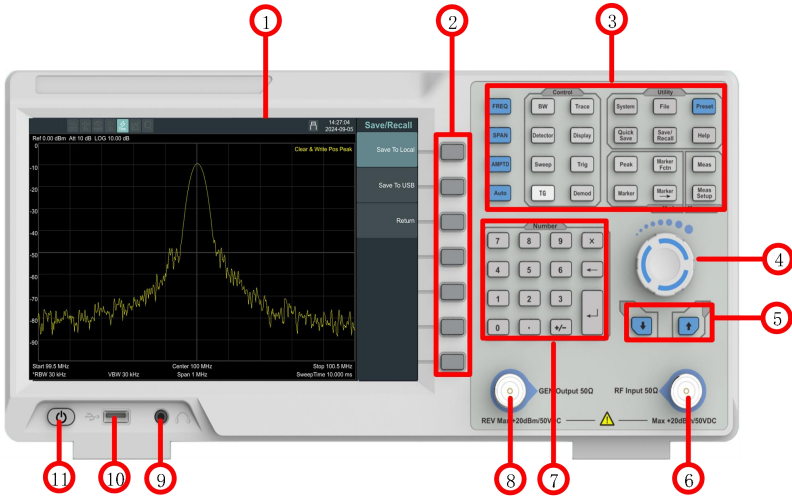 1
2
3
14:27:04
2024-09-05
Save/Recall
Ref 0.00 dBm Att 10 dB LOG 10.00 dB
Clear & Write Pos Peak
0
-10
-20
-30
-40
-50
-60
-70
-80
-90
Start 99.5 MHz
Center 100 MHz
Stop 100.5 MHz
*RBW 30 kHz
VBW 30 kHz
Span 1 MHz
SweepTime 10.000 ms
Save To Local
Save To USB
Return
Control
Utility
FREQ
BW
Trace
System
File
Preset
SPAN
Detector
Display
Quick Save
Save/ Recall
Help
AMPTD
Sweep
Trig
Peak
Marker Fctn
Meas
Auto
TG
Demod
Marker
Marker →
Meas Setup
Number
7
8
9
×
4
5
6
←
1
2
3
0
.
+/−
4
5
GEN Output 50Ω
RF Input 50Ω
REV Max +20dBm/50VDC
Max +20dBm/50VDC
11
10
9
8
7
6